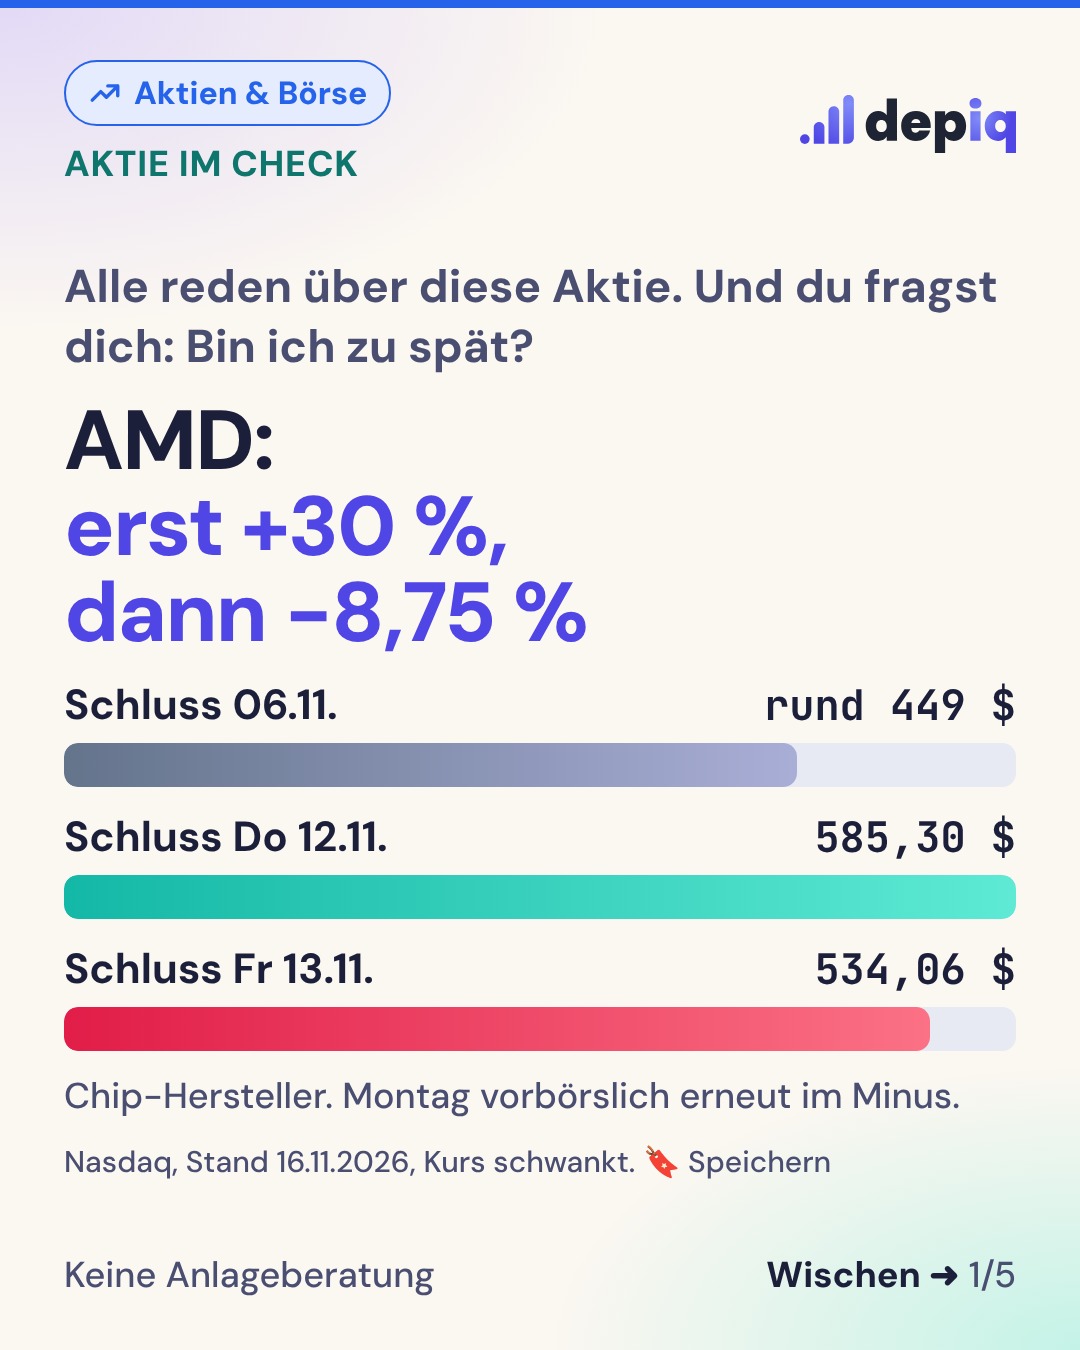 Aktien & Börse
depiq
AKTIE IM CHECK
Alle reden über diese Aktie. Und du fragst
dich: Bin ich zu spät?
AMD:
erst +30 %,
dann −8,75 %
Schluss 06.11. rund 449 $
Schluss Do 12.11. 585,30 $
Schluss Fr 13.11. 534,06 $
Chip-Hersteller. Montag vorbörslich erneut im Minus.
Nasdaq, Stand 16.11.2026, Kurs schwankt. 🔖 Speichern
Keine Anlageberatung
Wischen ➜ 1/5